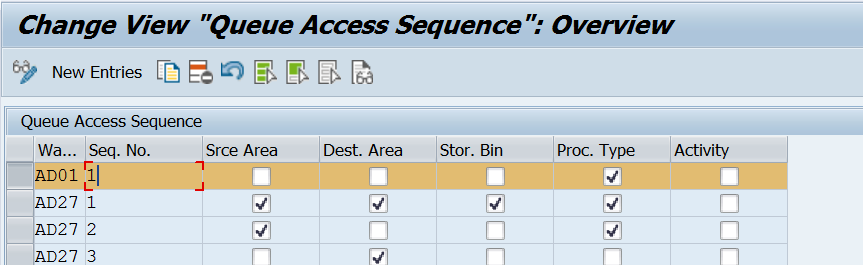 Change View "Queue Access Sequence": Overview
New Entries
Queue Access Sequence
Wa... Seq. No. Srce Area Dest. Area Stor. Bin Proc. Type Activity
AD01 1
AD27 1
AD27 2
AD27 3